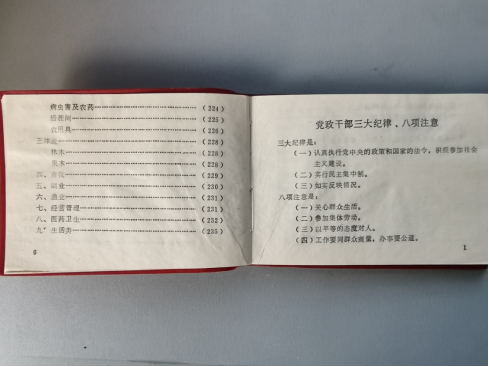 病虫害及农药……(224)
……(225)
农用具……(226)
三林业……(228)
林木……(228)
果木……(228)
四、……(229)
五、副业……(230)
六、渔业……(231)
七、经营管理……(231)
八、医药卫生……(232)
九、生活类……(235)
6
党政干部三大纪律、八项注意
三大纪律是：
(一)认真执行党中央的政策和国家的法令，积极参加社会
主义建设。
(二)实行民主集中制。
(三)如实反映情况。
八项注意是：
(一)关心群众生活。
(二)参加集体劳动。
(三)以平等的态度对人。
(四)工作要同群众商量，办事要公道。
1